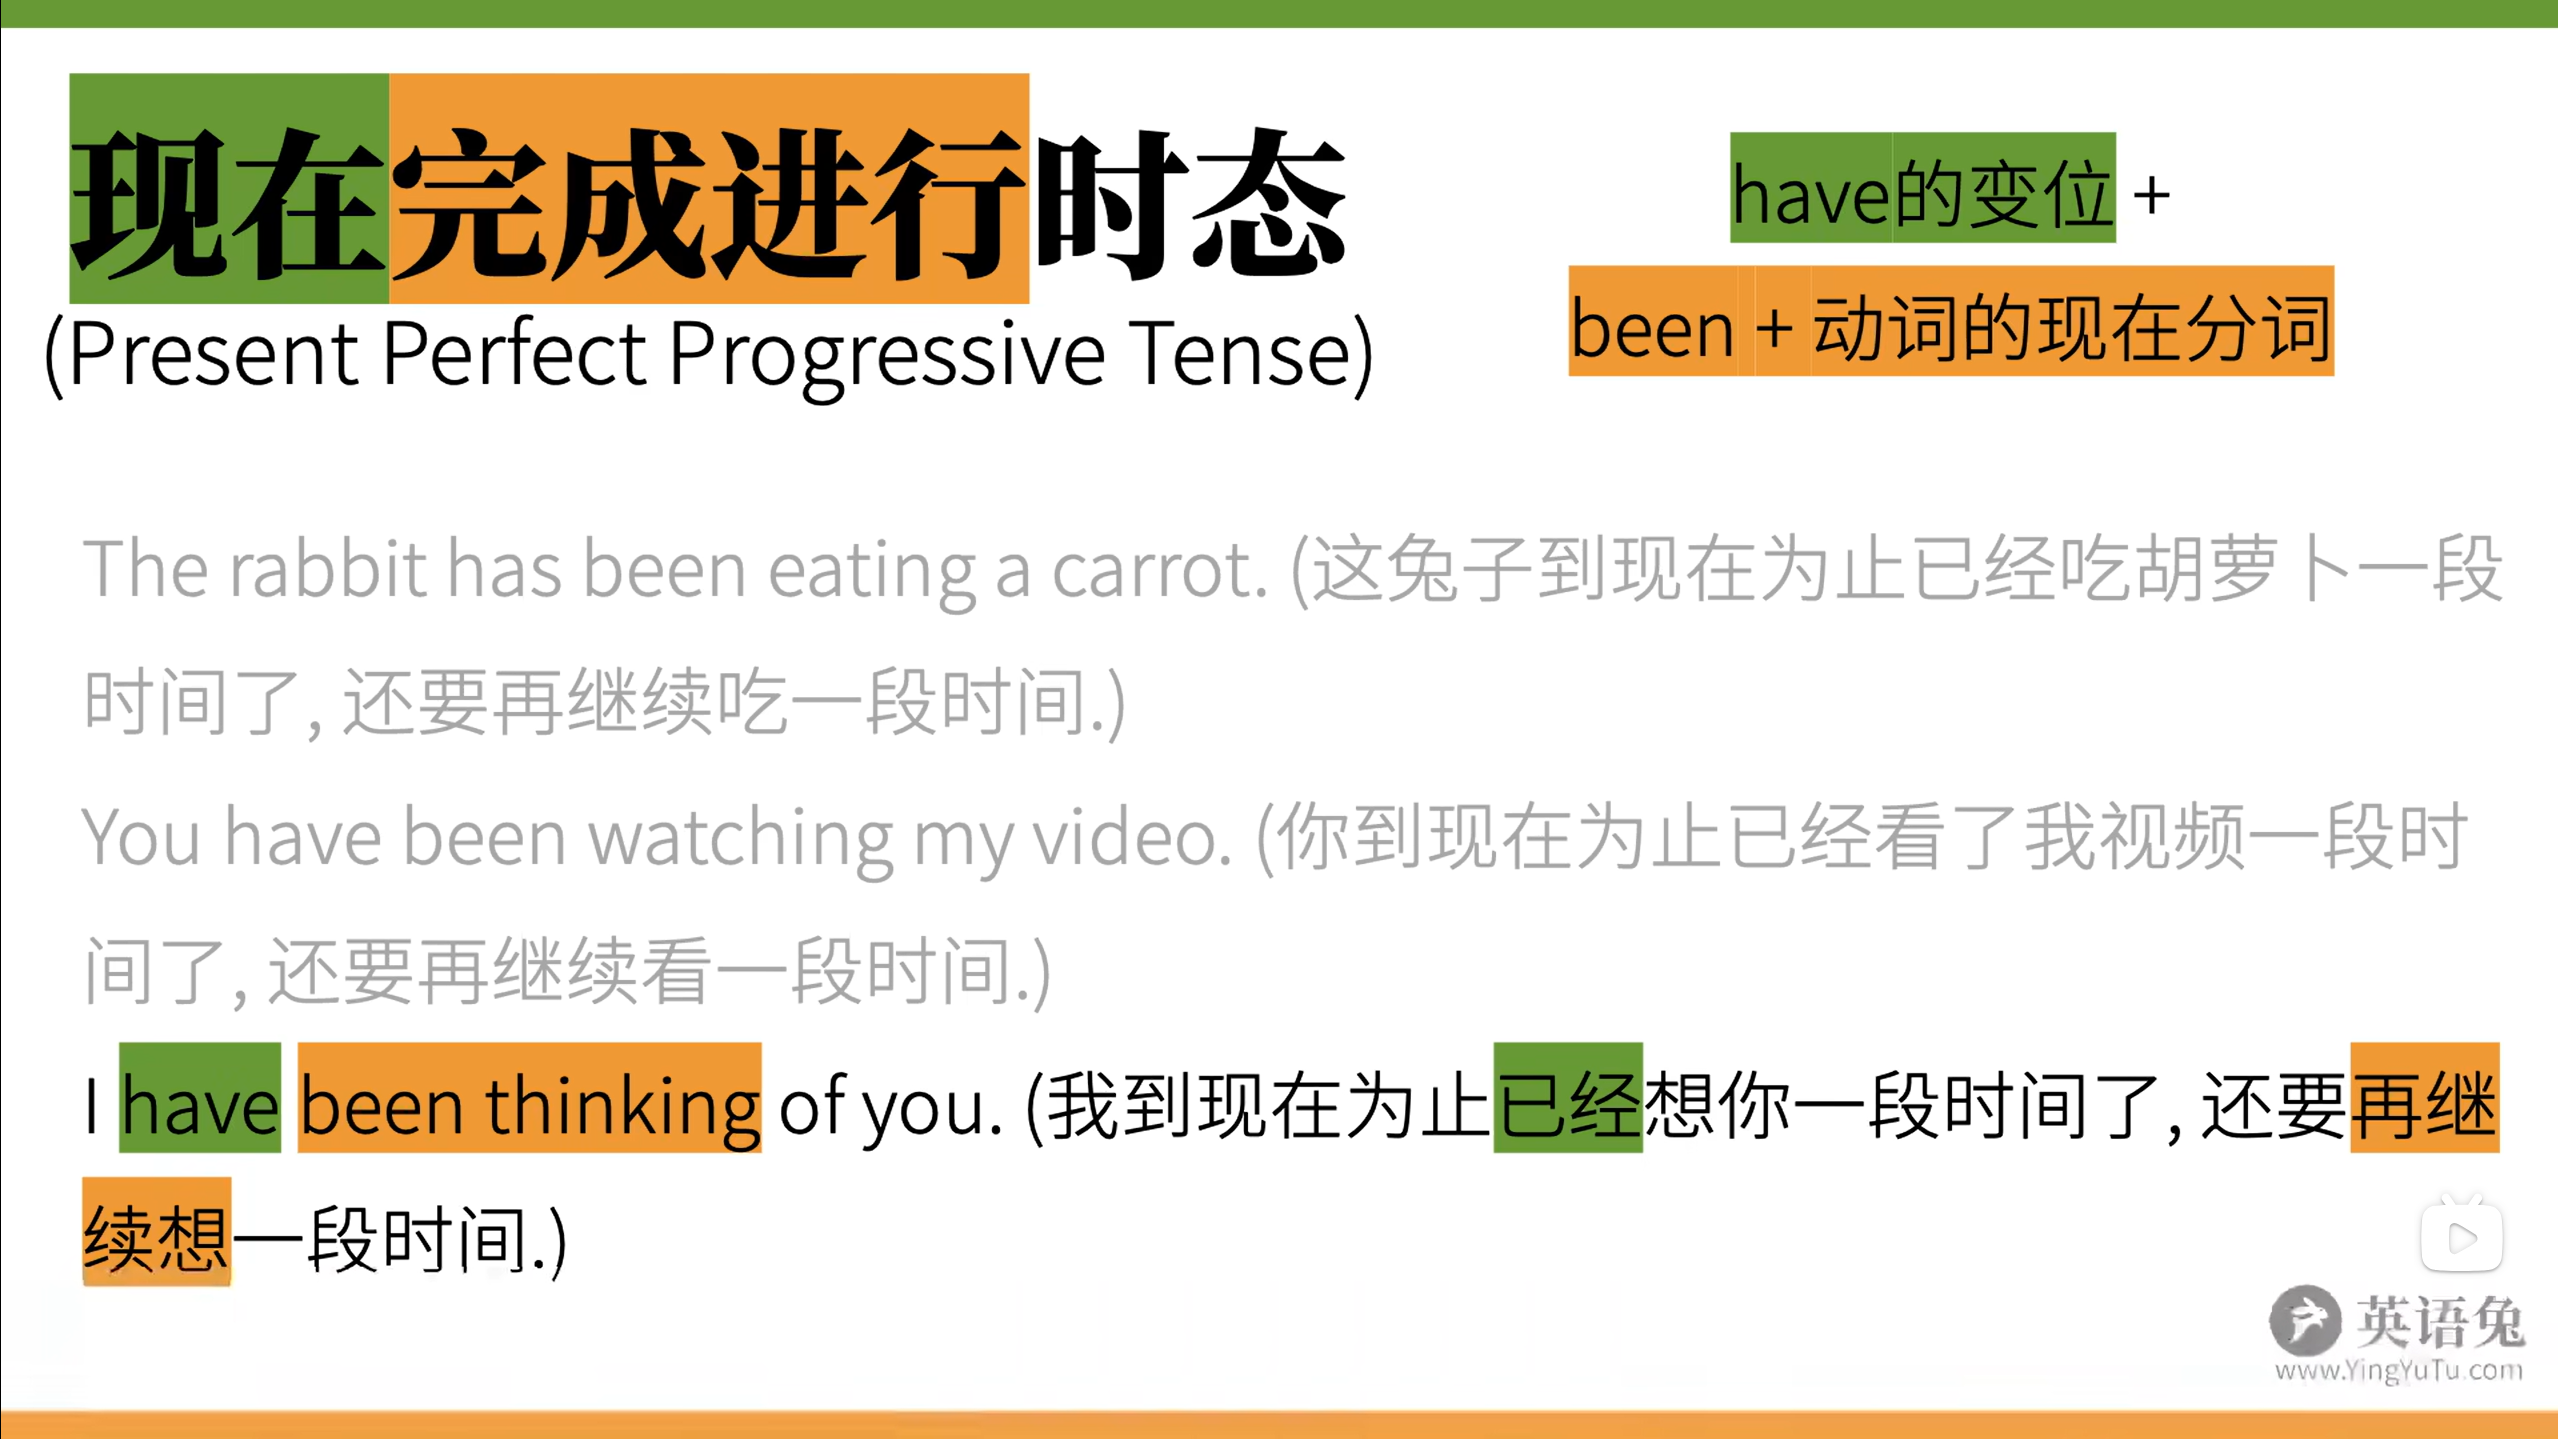 现在完成进行时态
(Present Perfect Progressive Tense)
have的变位 +
been + 动词的现在分词
The rabbit has been eating a carrot. (这兔子到现在为止已经吃胡萝卜一段
时间了, 还要再继续吃一段时间.)
You have been watching my video. (你到现在为止已经看了我视频一段时
间了, 还要再继续看一段时间.)
I have been thinking of you. (我到现在为止已经想你一段时间了, 还要再继
续想一段时间.)
英语兔
www.YingYuTu.com